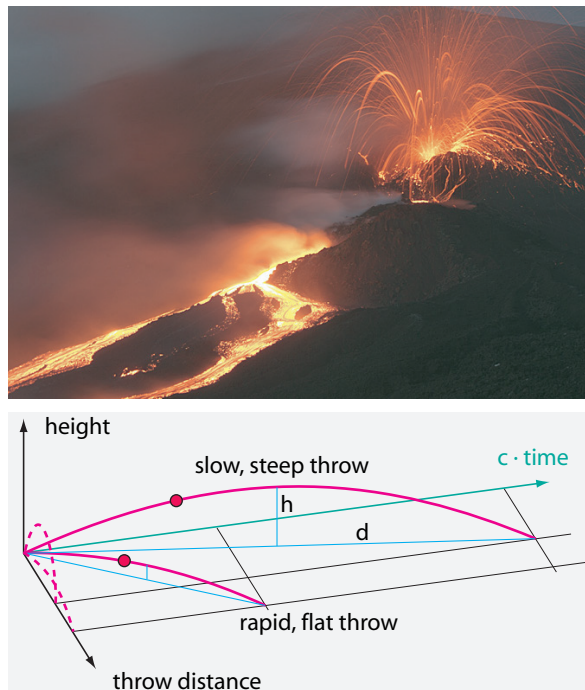 height
slow, steep throw
c · time
h
d
rapid, flat throw
throw distance